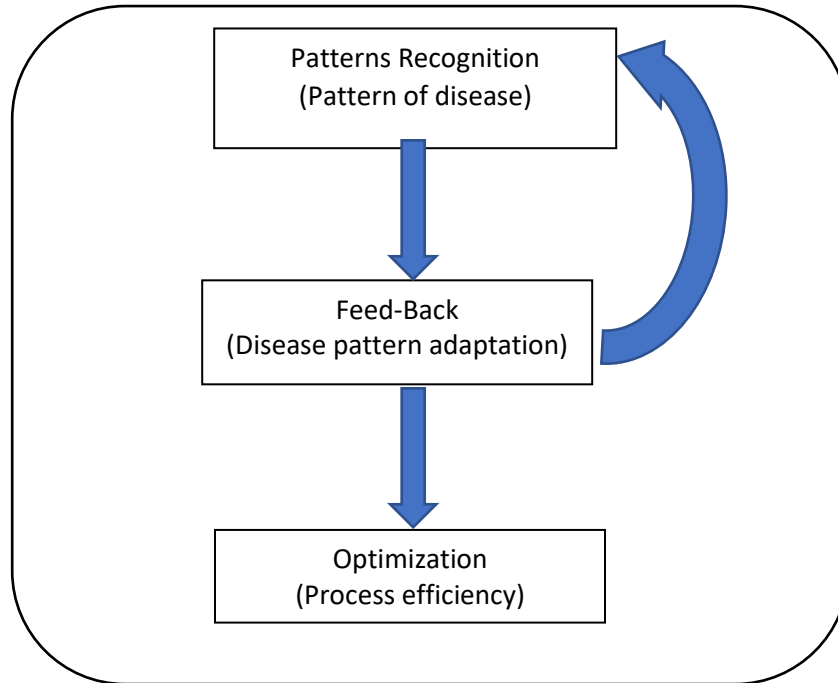 Patterns Recognition
(Pattern of disease)
Feed-Back
(Disease pattern adaptation)
Optimization
(Process efficiency)